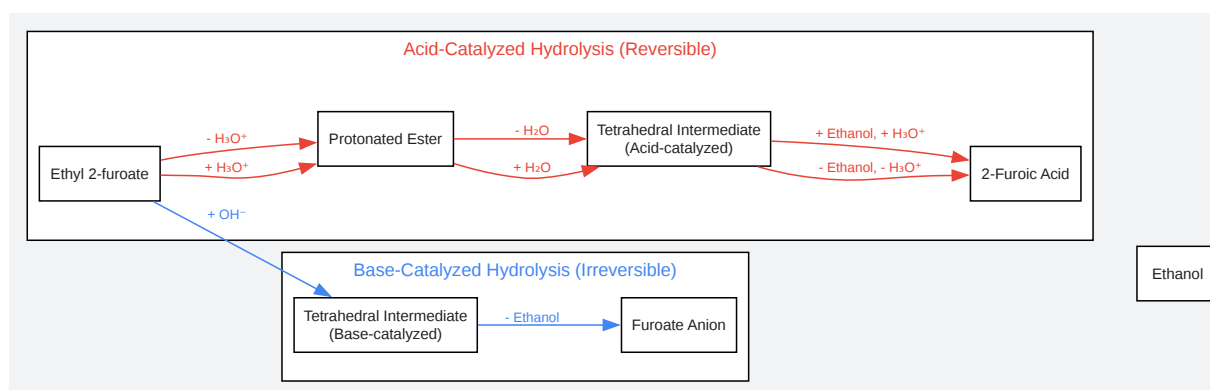 Acid-Catalyzed Hydrolysis (Reversible)
- H₃O⁺
+ H₃O⁺
- H₂O
+ H₂O
+ Ethanol, + H₃O⁺
- Ethanol, - H₃O⁺
Ethyl 2-furoate
Protonated Ester
Tetrahedral Intermediate
(Acid-catalyzed)
2-Furoic Acid
+ OH⁻
Base-Catalyzed Hydrolysis (Irreversible)
Tetrahedral Intermediate
(Base-catalyzed)
- Ethanol
Furoate Anion
Ethanol